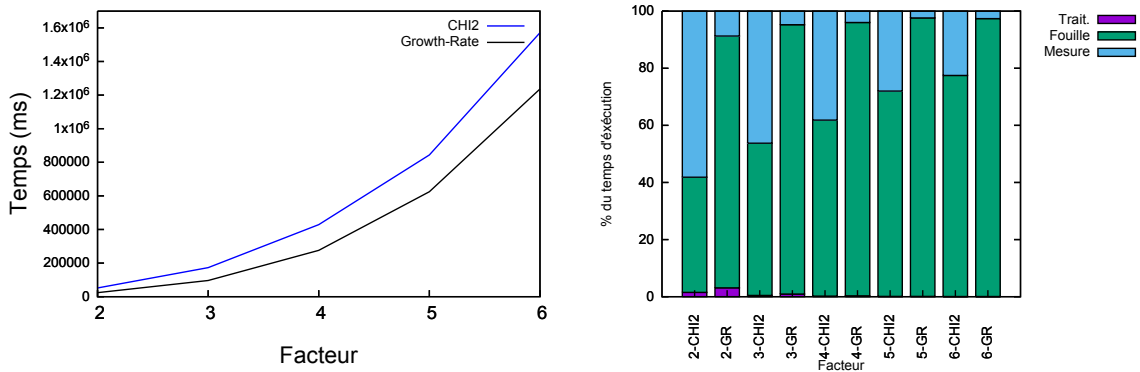 CHI2
Growth-Rate
1.6x10⁶
1.4x10⁶
1.2x10⁶
1x10⁶
800000
600000
400000
200000
0
2 3 4 5 6
Temps (ms)
Facteur
Trait.
Fouille
Mesure
100
80
60
40
20
0
% du temps d'éxécution
2-CHI2
2-GR
3-CHI2
3-GR
4-CHI2
4-GR
5-CHI2
5-GR
6-CHI2
6-GR
Facteur